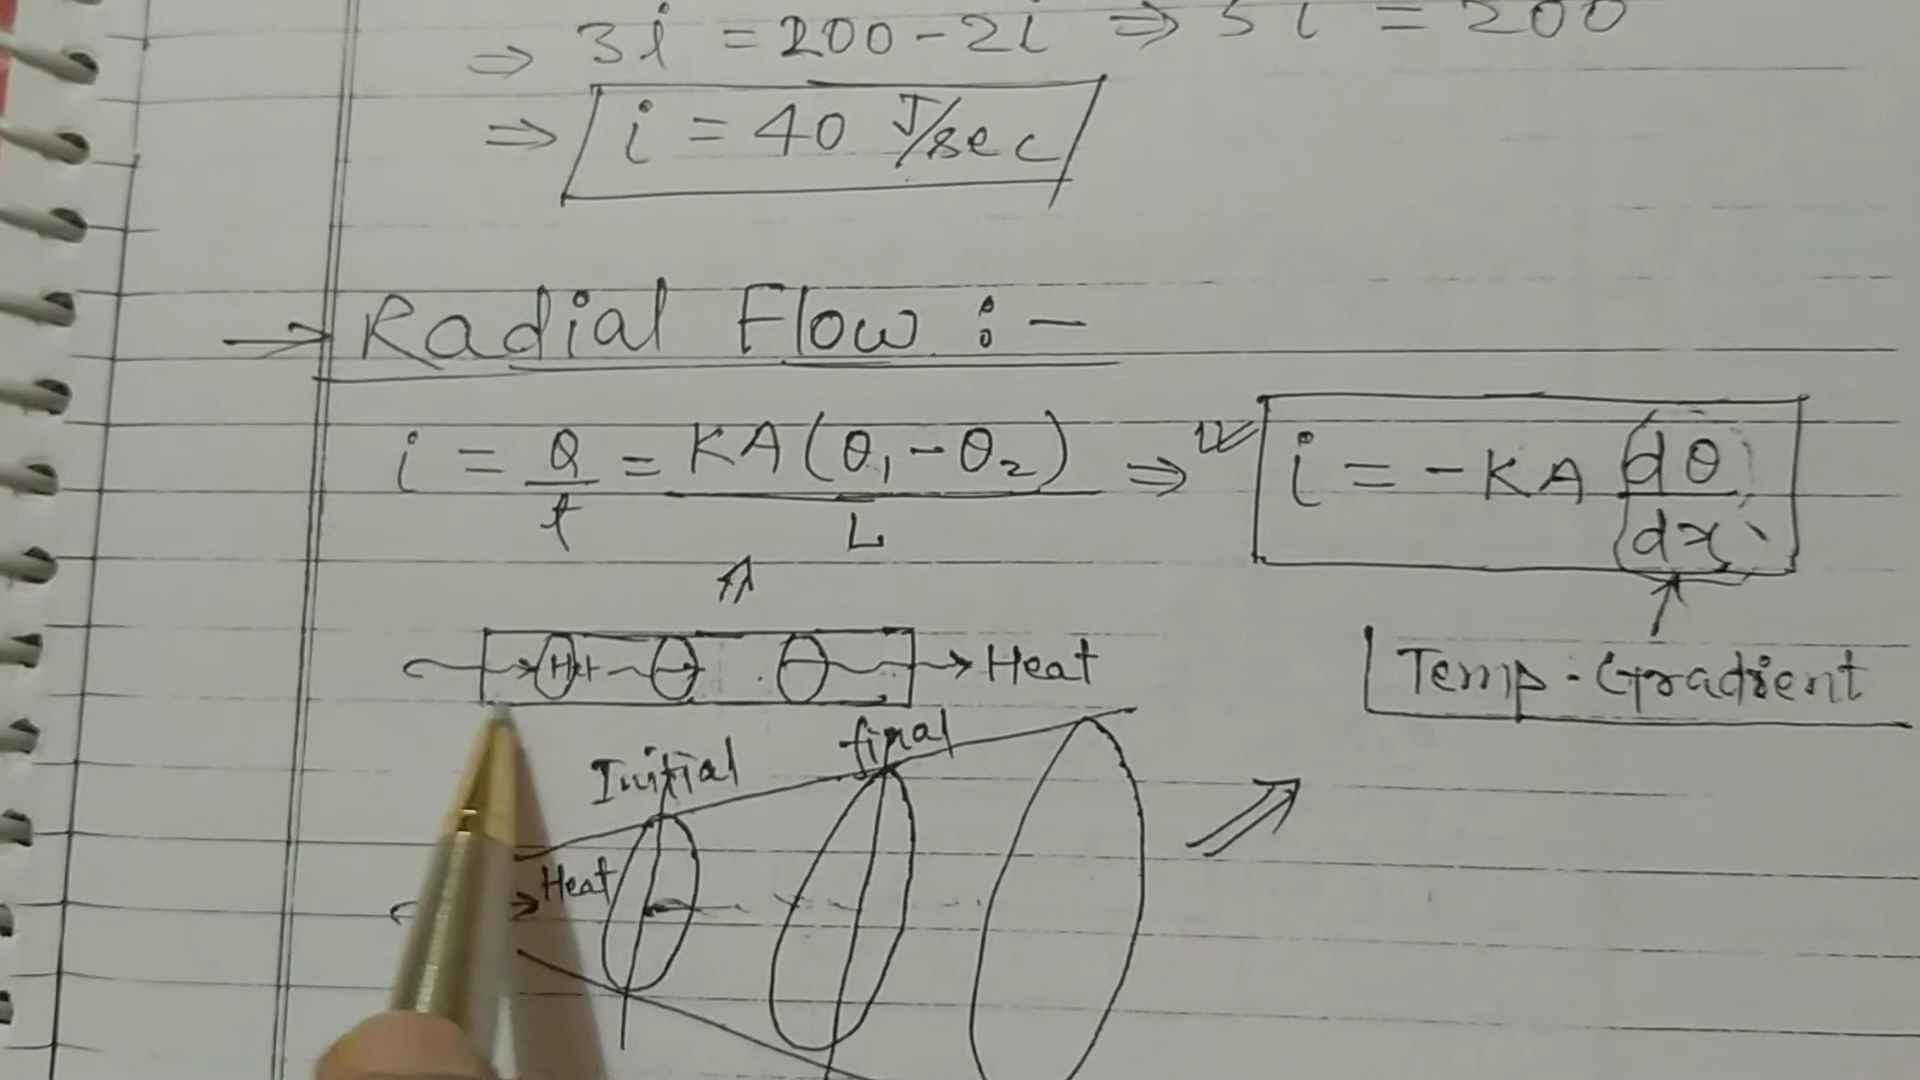 ⇒ 3i = 200 - 2i ⇒ 5i = 200
⇒ i = 40 J/sec
→ Radial Flow :-
i = Q/t = KA(θ₁-θ₂)/L ⇒ i = -KA dθ/dx
Heat
Temp. Gradient
Initial final
Heat